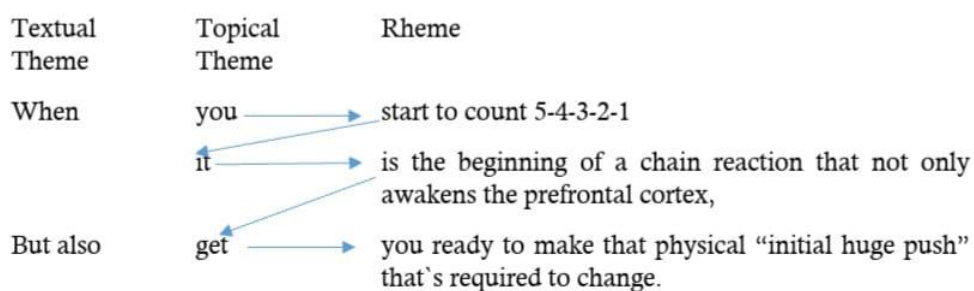 Textual Topical Rheme
Theme Theme
When you start to count 5-4-3-2-1
it is the beginning of a chain reaction that not only
awakens the prefrontal cortex,
But also get you ready to make that physical “initial huge push”
that`s required to change.